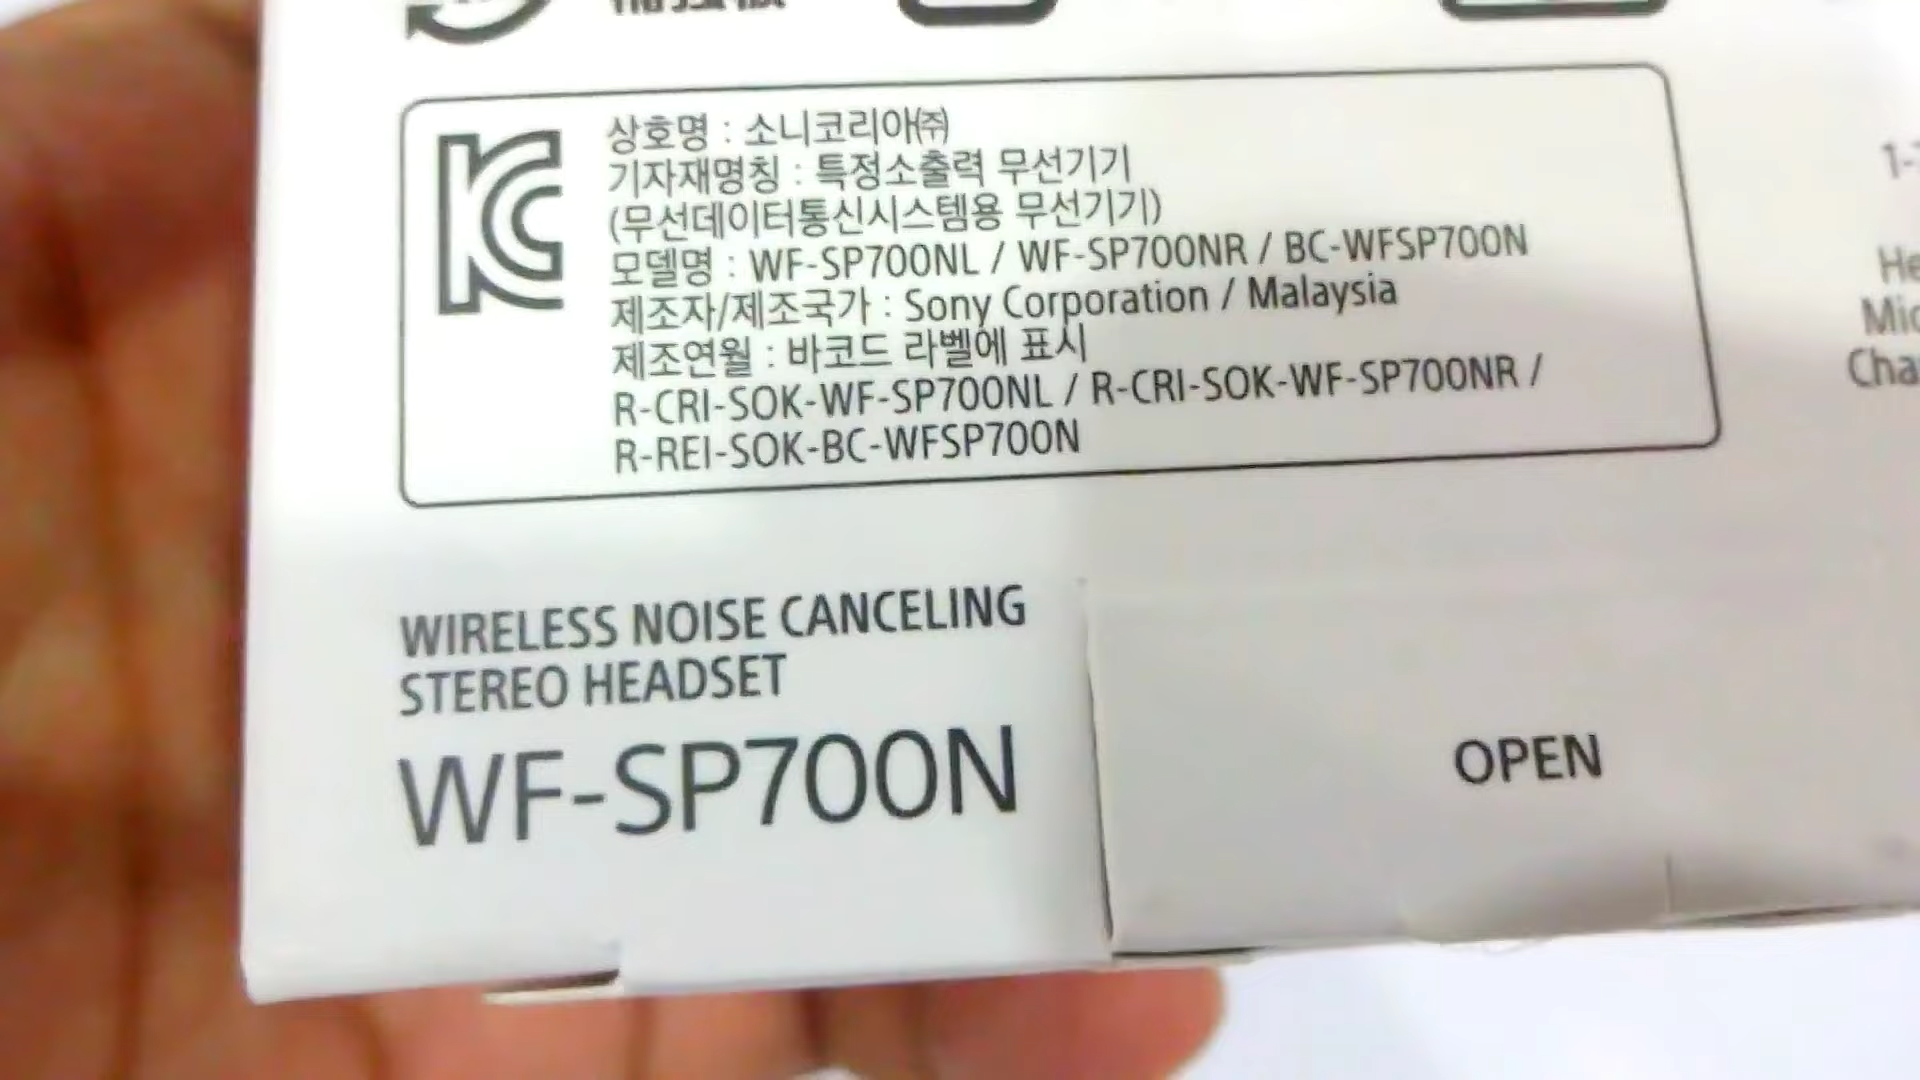 상호명 : 소니코리아㈜
기자재명칭 : 특정소출력 무선기기
(무선데이터통신시스템용 무선기기)
모델명 : WF-SP700NL / WF-SP700NR / BC-WFSP700N
제조자/제조국가 : Sony Corporation / Malaysia
제조연월 : 바코드 라벨에 표시
R-CRI-SOK-WF-SP700NL / R-CRI-SOK-WF-SP700NR /
R-REI-SOK-BC-WFSP700N
WIRELESS NOISE CANCELING
STEREO HEADSET
WF-SP700N
OPEN